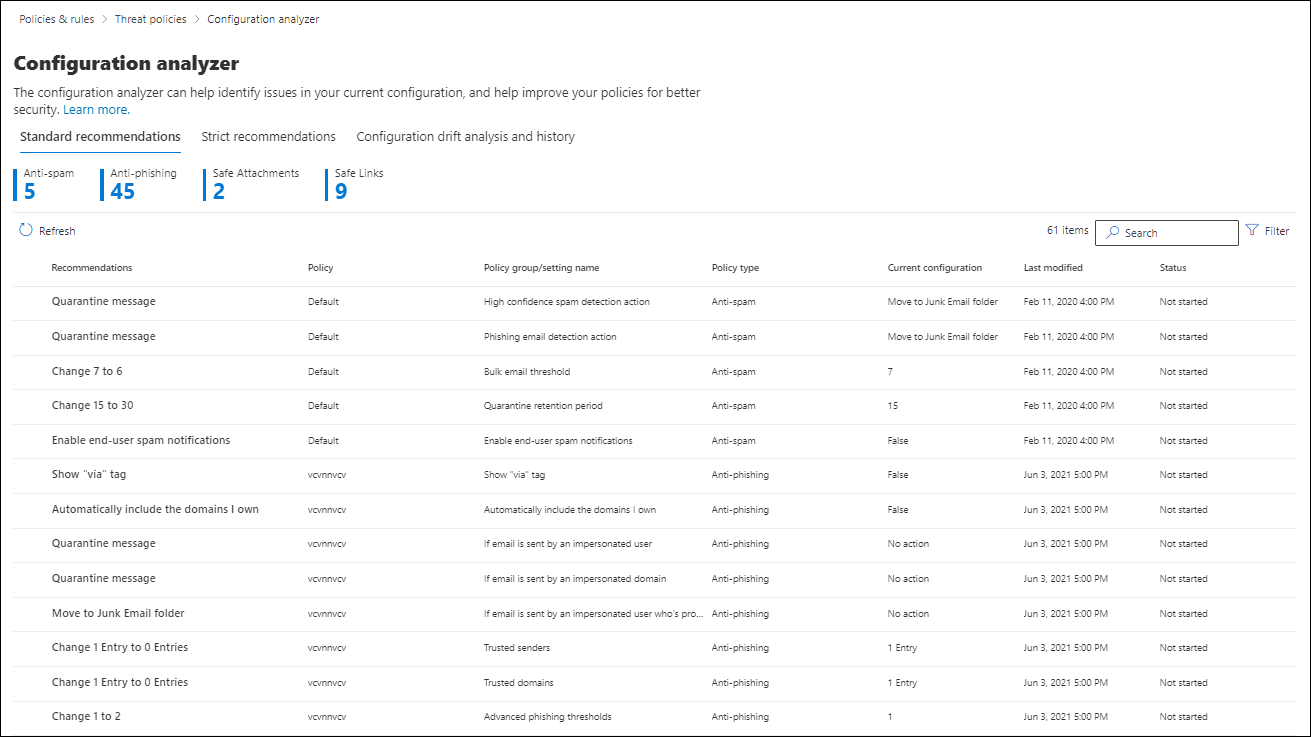 Policies & rules > Threat policies > Configuration analyzer
Configuration analyzer
The configuration analyzer can help identify issues in your current configuration, and help improve your policies for better
security. Learn more.
Standard recommendations Strict recommendations Configuration drift analysis and history
Anti-spam Anti-phishing Safe Attachments Safe Links
5 45 2 9
Refresh 61 items Search Filter
Recommendations Policy Policy group/setting name Policy type Current configuration Last modified Status
Quarantine message Default High confidence spam detection action Anti-spam Move to Junk Email folder Feb 11, 2020 4:00 PM Not started
Quarantine message Default Phishing email detection action Anti-spam Move to Junk Email folder Feb 11, 2020 4:00 PM Not started
Change 7 to 6 Default Bulk email threshold Anti-spam 7 Feb 11, 2020 4:00 PM Not started
Change 15 to 30 Default Quarantine retention period Anti-spam 15 Feb 11, 2020 4:00 PM Not started
Enable end-user spam notifications Default Enable end-user spam notifications Anti-spam False Feb 11, 2020 4:00 PM Not started
Show "via" tag vcvnnvcv Show "via" tag Anti-phishing False Jun 3, 2021 5:00 PM Not started
Automatically include the domains I own vcvnnvcv Automatically include the domains I own Anti-phishing False Jun 3, 2021 5:00 PM Not started
Quarantine message vcvnnvcv If email is sent by an impersonated user Anti-phishing No action Jun 3, 2021 5:00 PM Not started
Quarantine message vcvnnvcv If email is sent by an impersonated domain Anti-phishing No action Jun 3, 2021 5:00 PM Not started
Move to Junk Email folder vcvnnvcv If email is sent by an impersonated user who's pro... Anti-phishing No action Jun 3, 2021 5:00 PM Not started
Change 1 Entry to 0 Entries vcvnnvcv Trusted senders Anti-phishing 1 Entry Jun 3, 2021 5:00 PM Not started
Change 1 Entry to 0 Entries vcvnnvcv Trusted domains Anti-phishing 1 Entry Jun 3, 2021 5:00 PM Not started
Change 1 to 2 vcvnnvcv Advanced phishing thresholds Anti-phishing 1 Jun 3, 2021 5:00 PM Not started